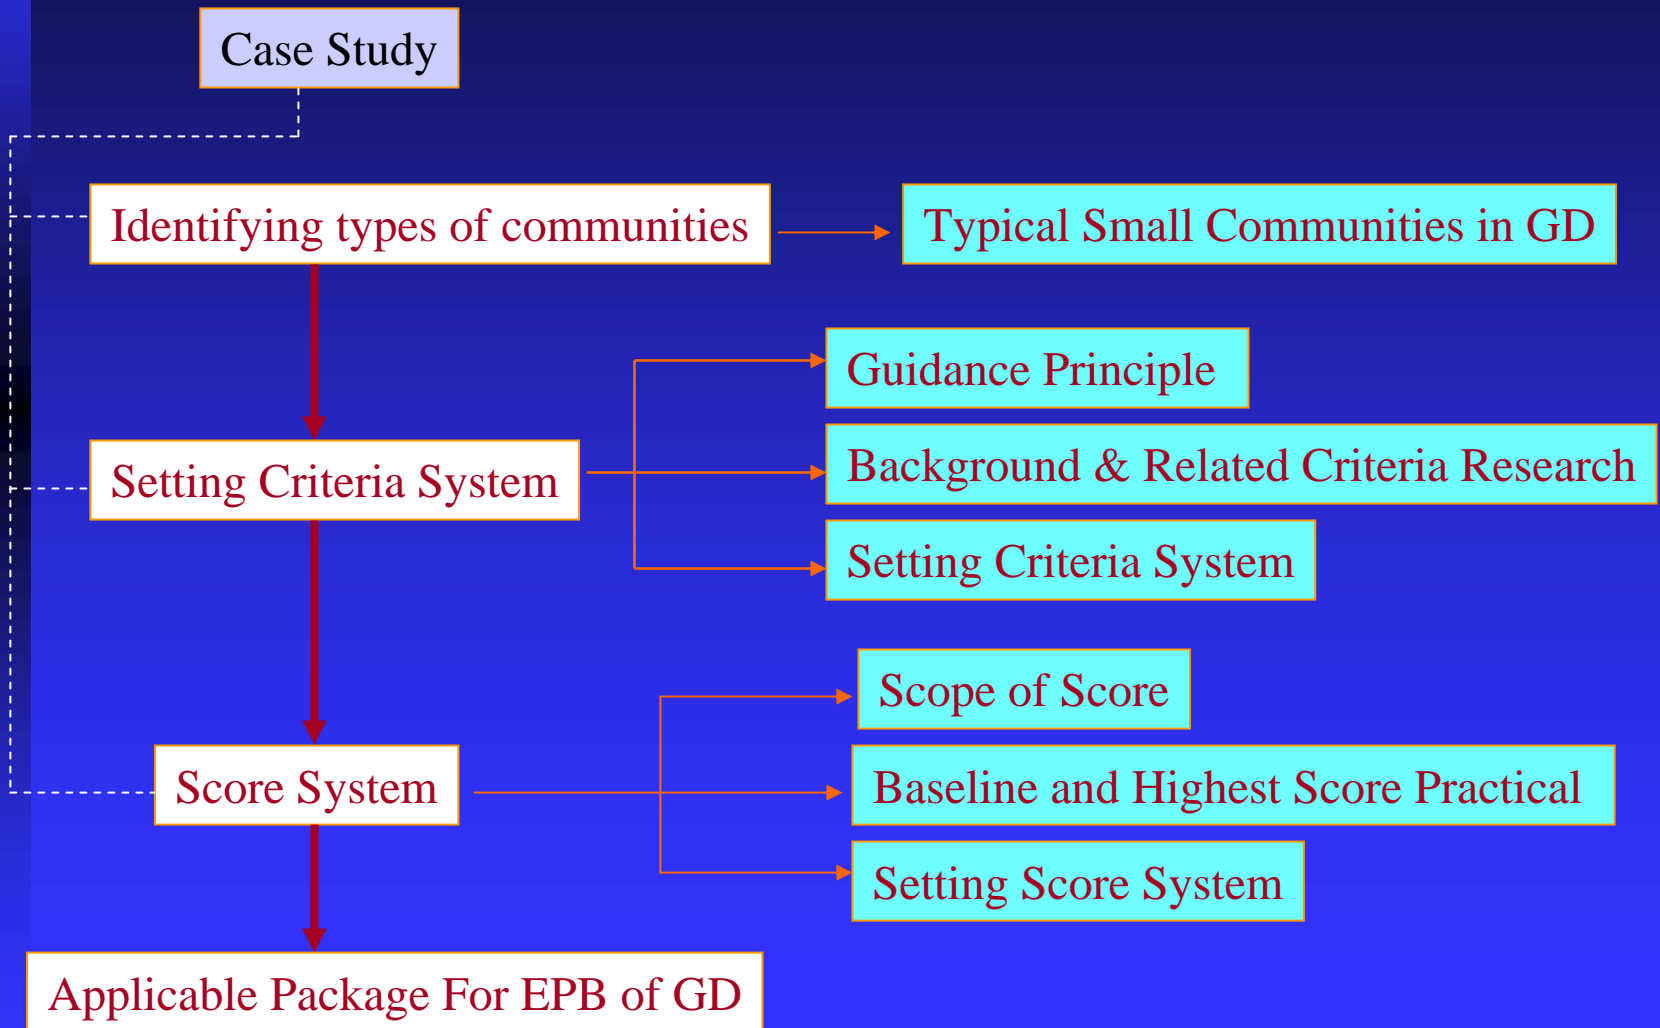 Case Study
Identifying types of communities
Typical Small Communities in GD
Guidance Principle
Setting Criteria System
Background & Related Criteria Research
Setting Criteria System
Scope of Score
Score System
Baseline and Highest Score Practical
Setting Score System
Applicable Package For EPB of GD